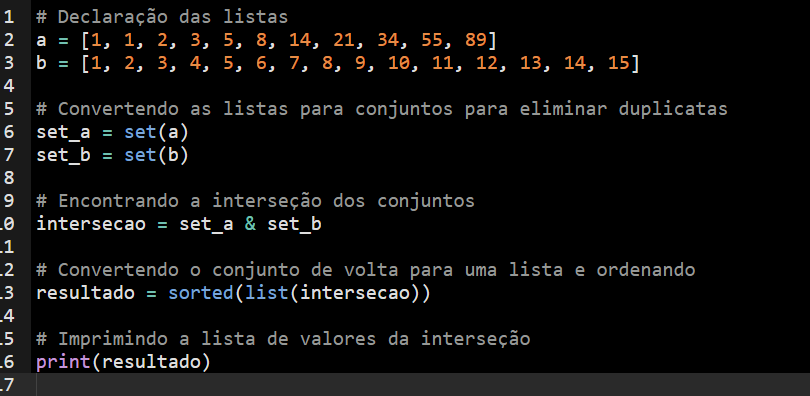 1 # Declaração das listas
2 a = [1, 1, 2, 3, 5, 8, 14, 21, 34, 55, 89]
3 b = [1, 2, 3, 4, 5, 6, 7, 8, 9, 10, 11, 12, 13, 14, 15]
4
5 # Convertendo as listas para conjuntos para eliminar duplicatas
6 set_a = set(a)
7 set_b = set(b)
8
9 # Encontrando a interseção dos conjuntos
10 intersecao = set_a & set_b
11
12 # Convertendo o conjunto de volta para uma lista e ordenando
13 resultado = sorted(list(intersecao))
14
15 # Imprimindo a lista de valores da interseção
16 print(resultado)
17